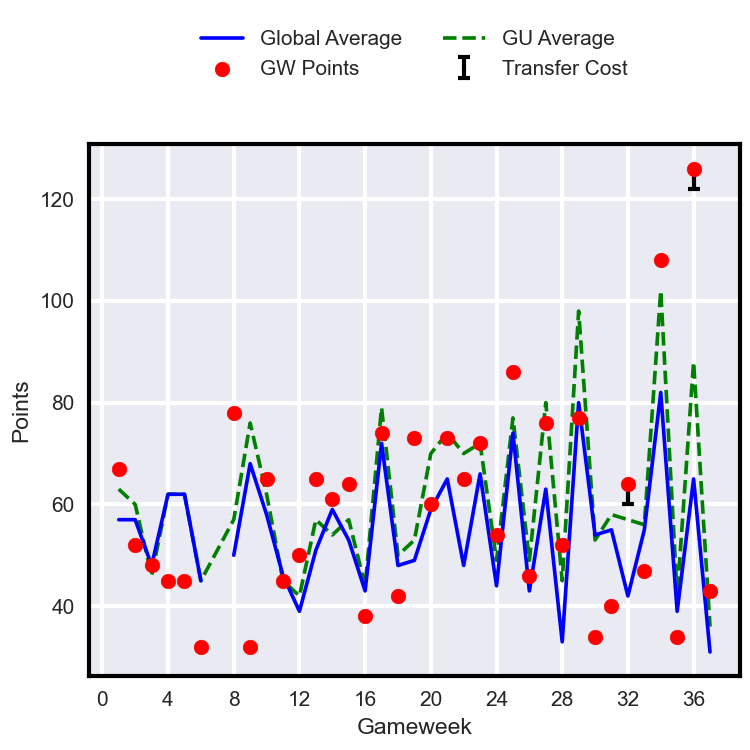 Global Average
GU Average
GW Points
Transfer Cost
120
100
80
60
40
Points
0 4 8 12 16 20 24 28 32 36
Gameweek